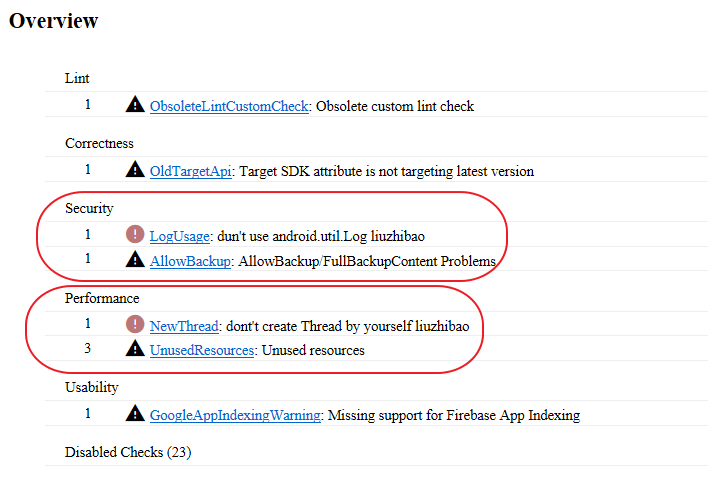 Overview
Lint
1 ObsoleteLintCustomCheck: Obsolete custom lint check
Correctness
1 OldTargetApi: Target SDK attribute is not targeting latest version
Security
1 LogUsage: dun't use android.util.Log liuzhibao
1 AllowBackup: AllowBackup/FullBackupContent Problems
Performance
1 NewThread: dont't create Thread by yourself liuzhibao
3 UnusedResources: Unused resources
Usability
1 GoogleAppIndexingWarning: Missing support for Firebase App Indexing
Disabled Checks (23)